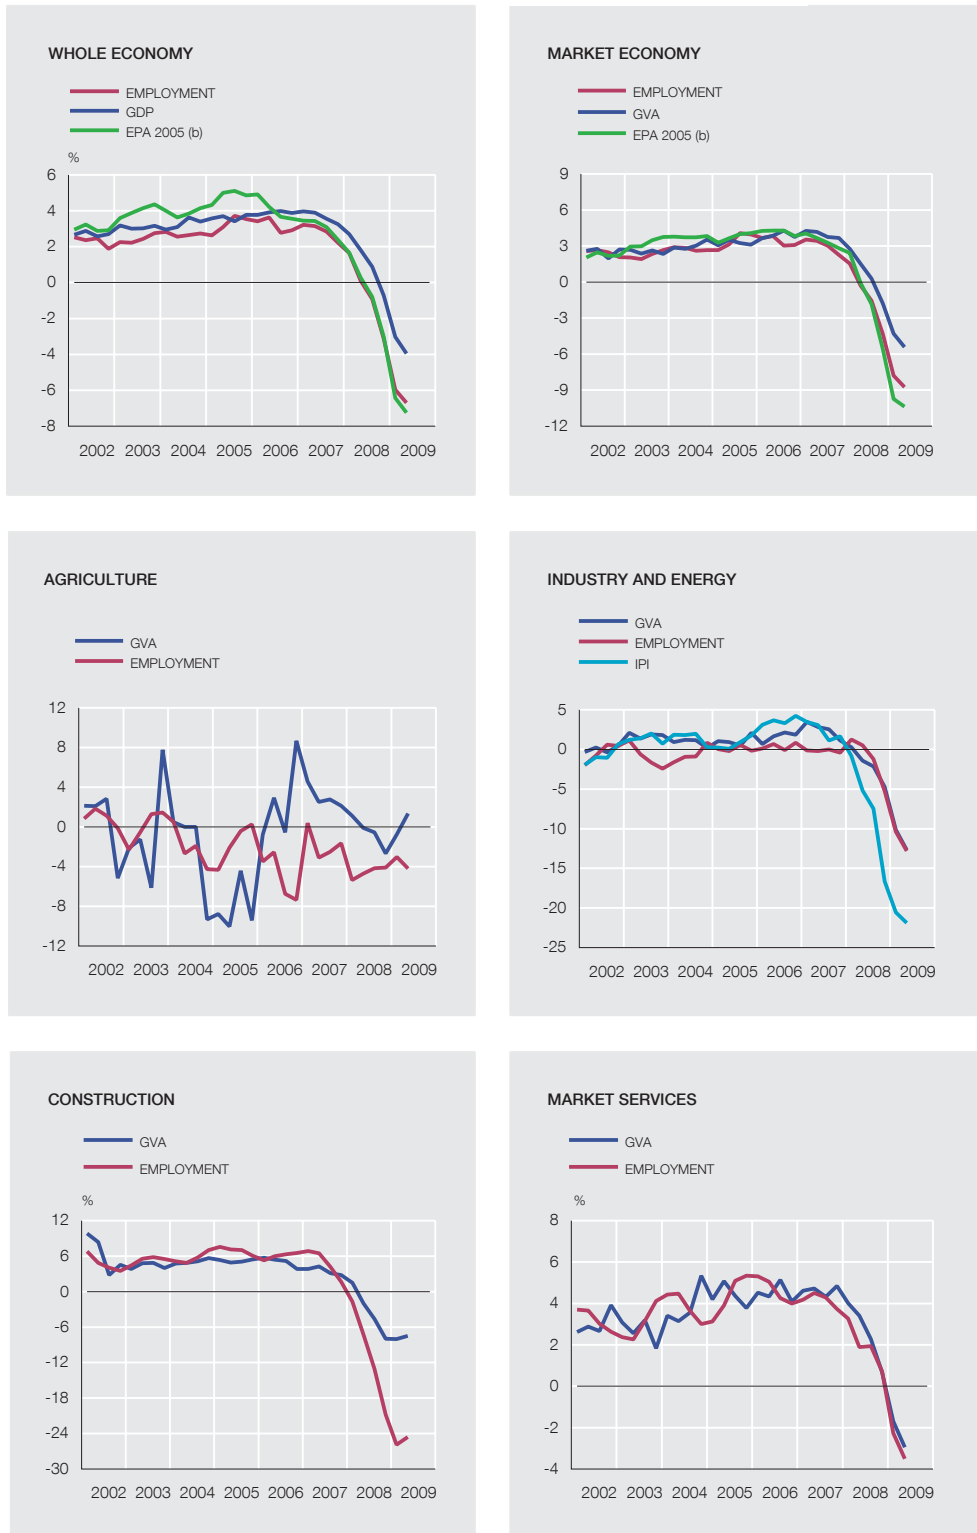 WHOLE ECONOMY
EMPLOYMENT
GDP
EPA 2005 (b)
%
6
4
2
0
-2
-4
-6
-8
2002 2003 2004 2005 2006 2007 2008 2009
MARKET ECONOMY
EMPLOYMENT
GVA
EPA 2005 (b)
9
6
3
0
-3
-6
-9
-12
2002 2003 2004 2005 2006 2007 2008 2009
AGRICULTURE
GVA
EMPLOYMENT
12
8
4
0
-4
-8
-12
2002 2003 2004 2005 2006 2007 2008 2009
INDUSTRY AND ENERGY
GVA
EMPLOYMENT
IPI
5
0
-5
-10
-15
-20
-25
2002 2003 2004 2005 2006 2007 2008 2009
CONSTRUCTION
GVA
EMPLOYMENT
%
12
6
0
-6
-12
-18
-24
-30
2002 2003 2004 2005 2006 2007 2008 2009
MARKET SERVICES
GVA
EMPLOYMENT
%
8
6
4
2
0
-2
-4
2002 2003 2004 2005 2006 2007 2008 2009